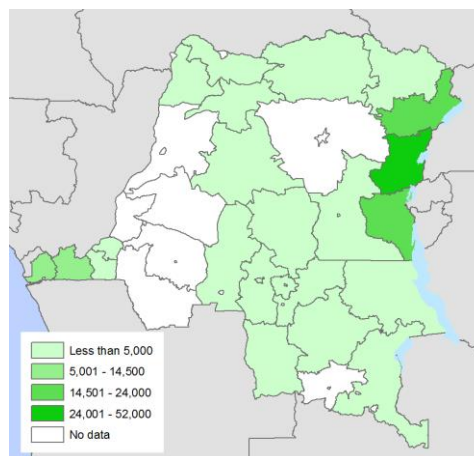 Less than 5,000
5,001 - 14,500
14,501 - 24,000
24,001 - 52,000
No data